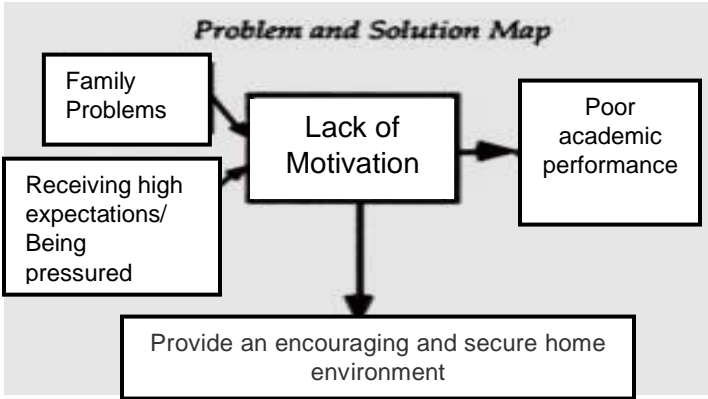 Problem and Solution Map
Family
Problems
Receiving high
expectations/
Being
pressured
Lack of
Motivation
Poor
academic
performance
Provide an encouraging and secure home
environment